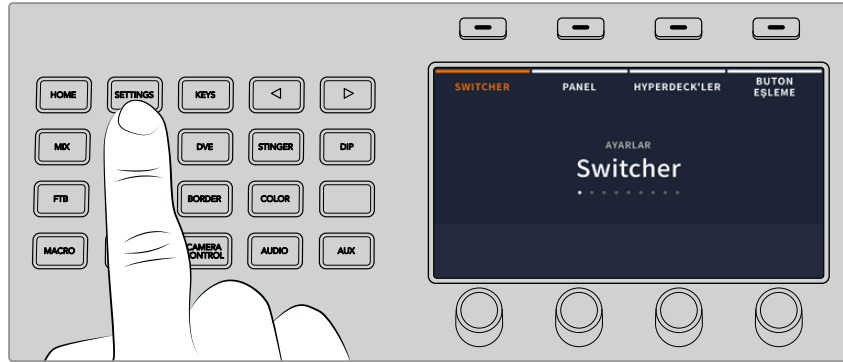 HOME
SETTINGS
KEYS
MIX
DVE
STINGER
DIP
FTB
BORDER
COLOR
MACRO
CAMERA
CONTROL
AUDIO
AUX
SWITCHER
PANEL
HYPERDECK'LER
BUTON
EŞLEME
AYARLAR
Switcher